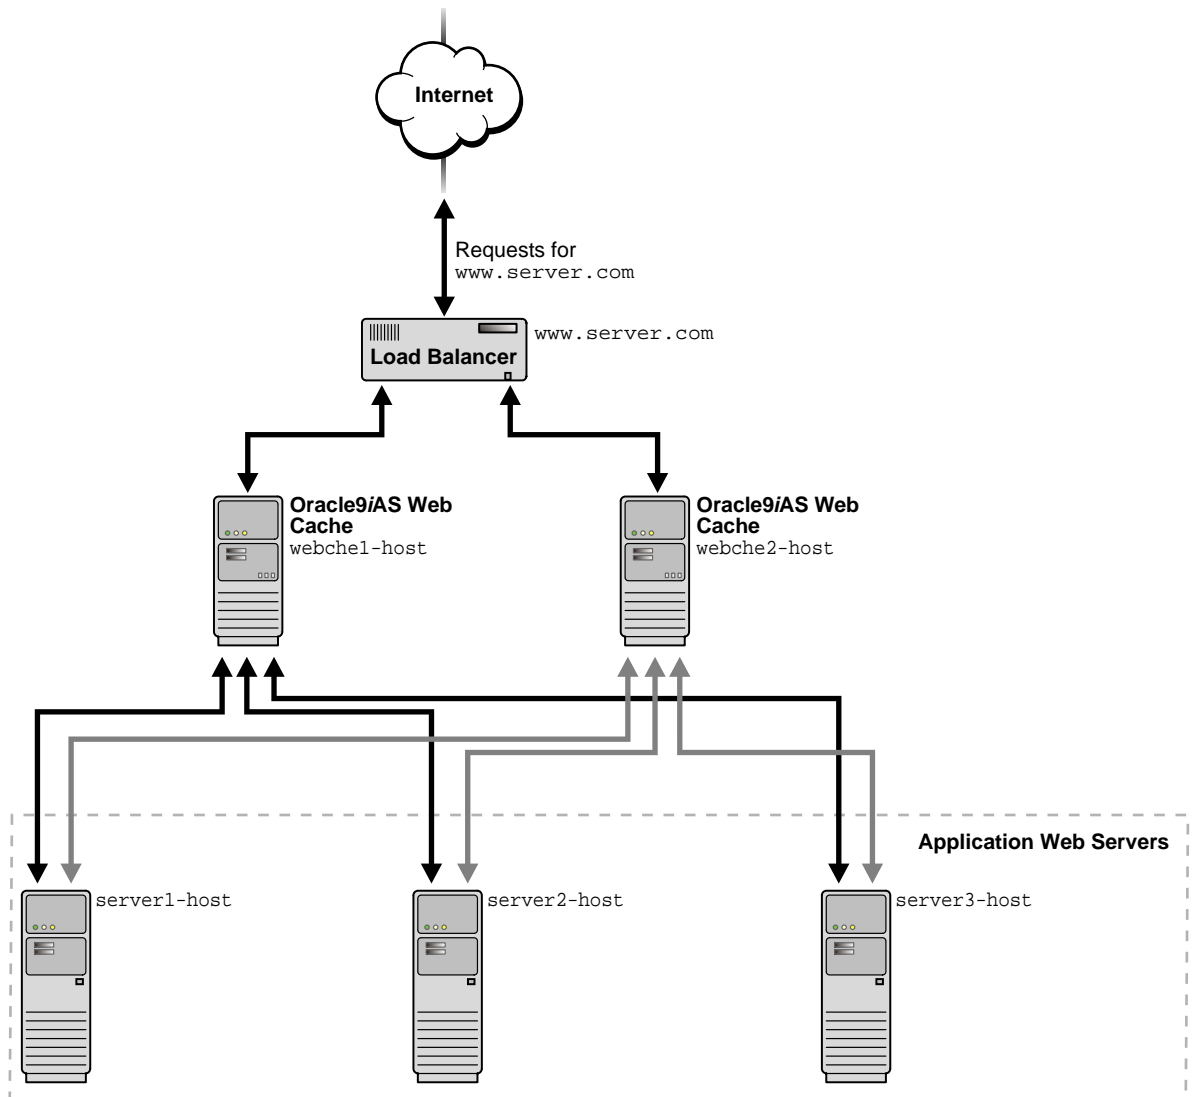 Internet
Requests for
www.server.com
www.server.com
Load Balancer
Oracle9iAS Web
Cache
webche1-host
Oracle9iAS Web
Cache
webche2-host
Application Web Servers
server1-host
server2-host
server3-host